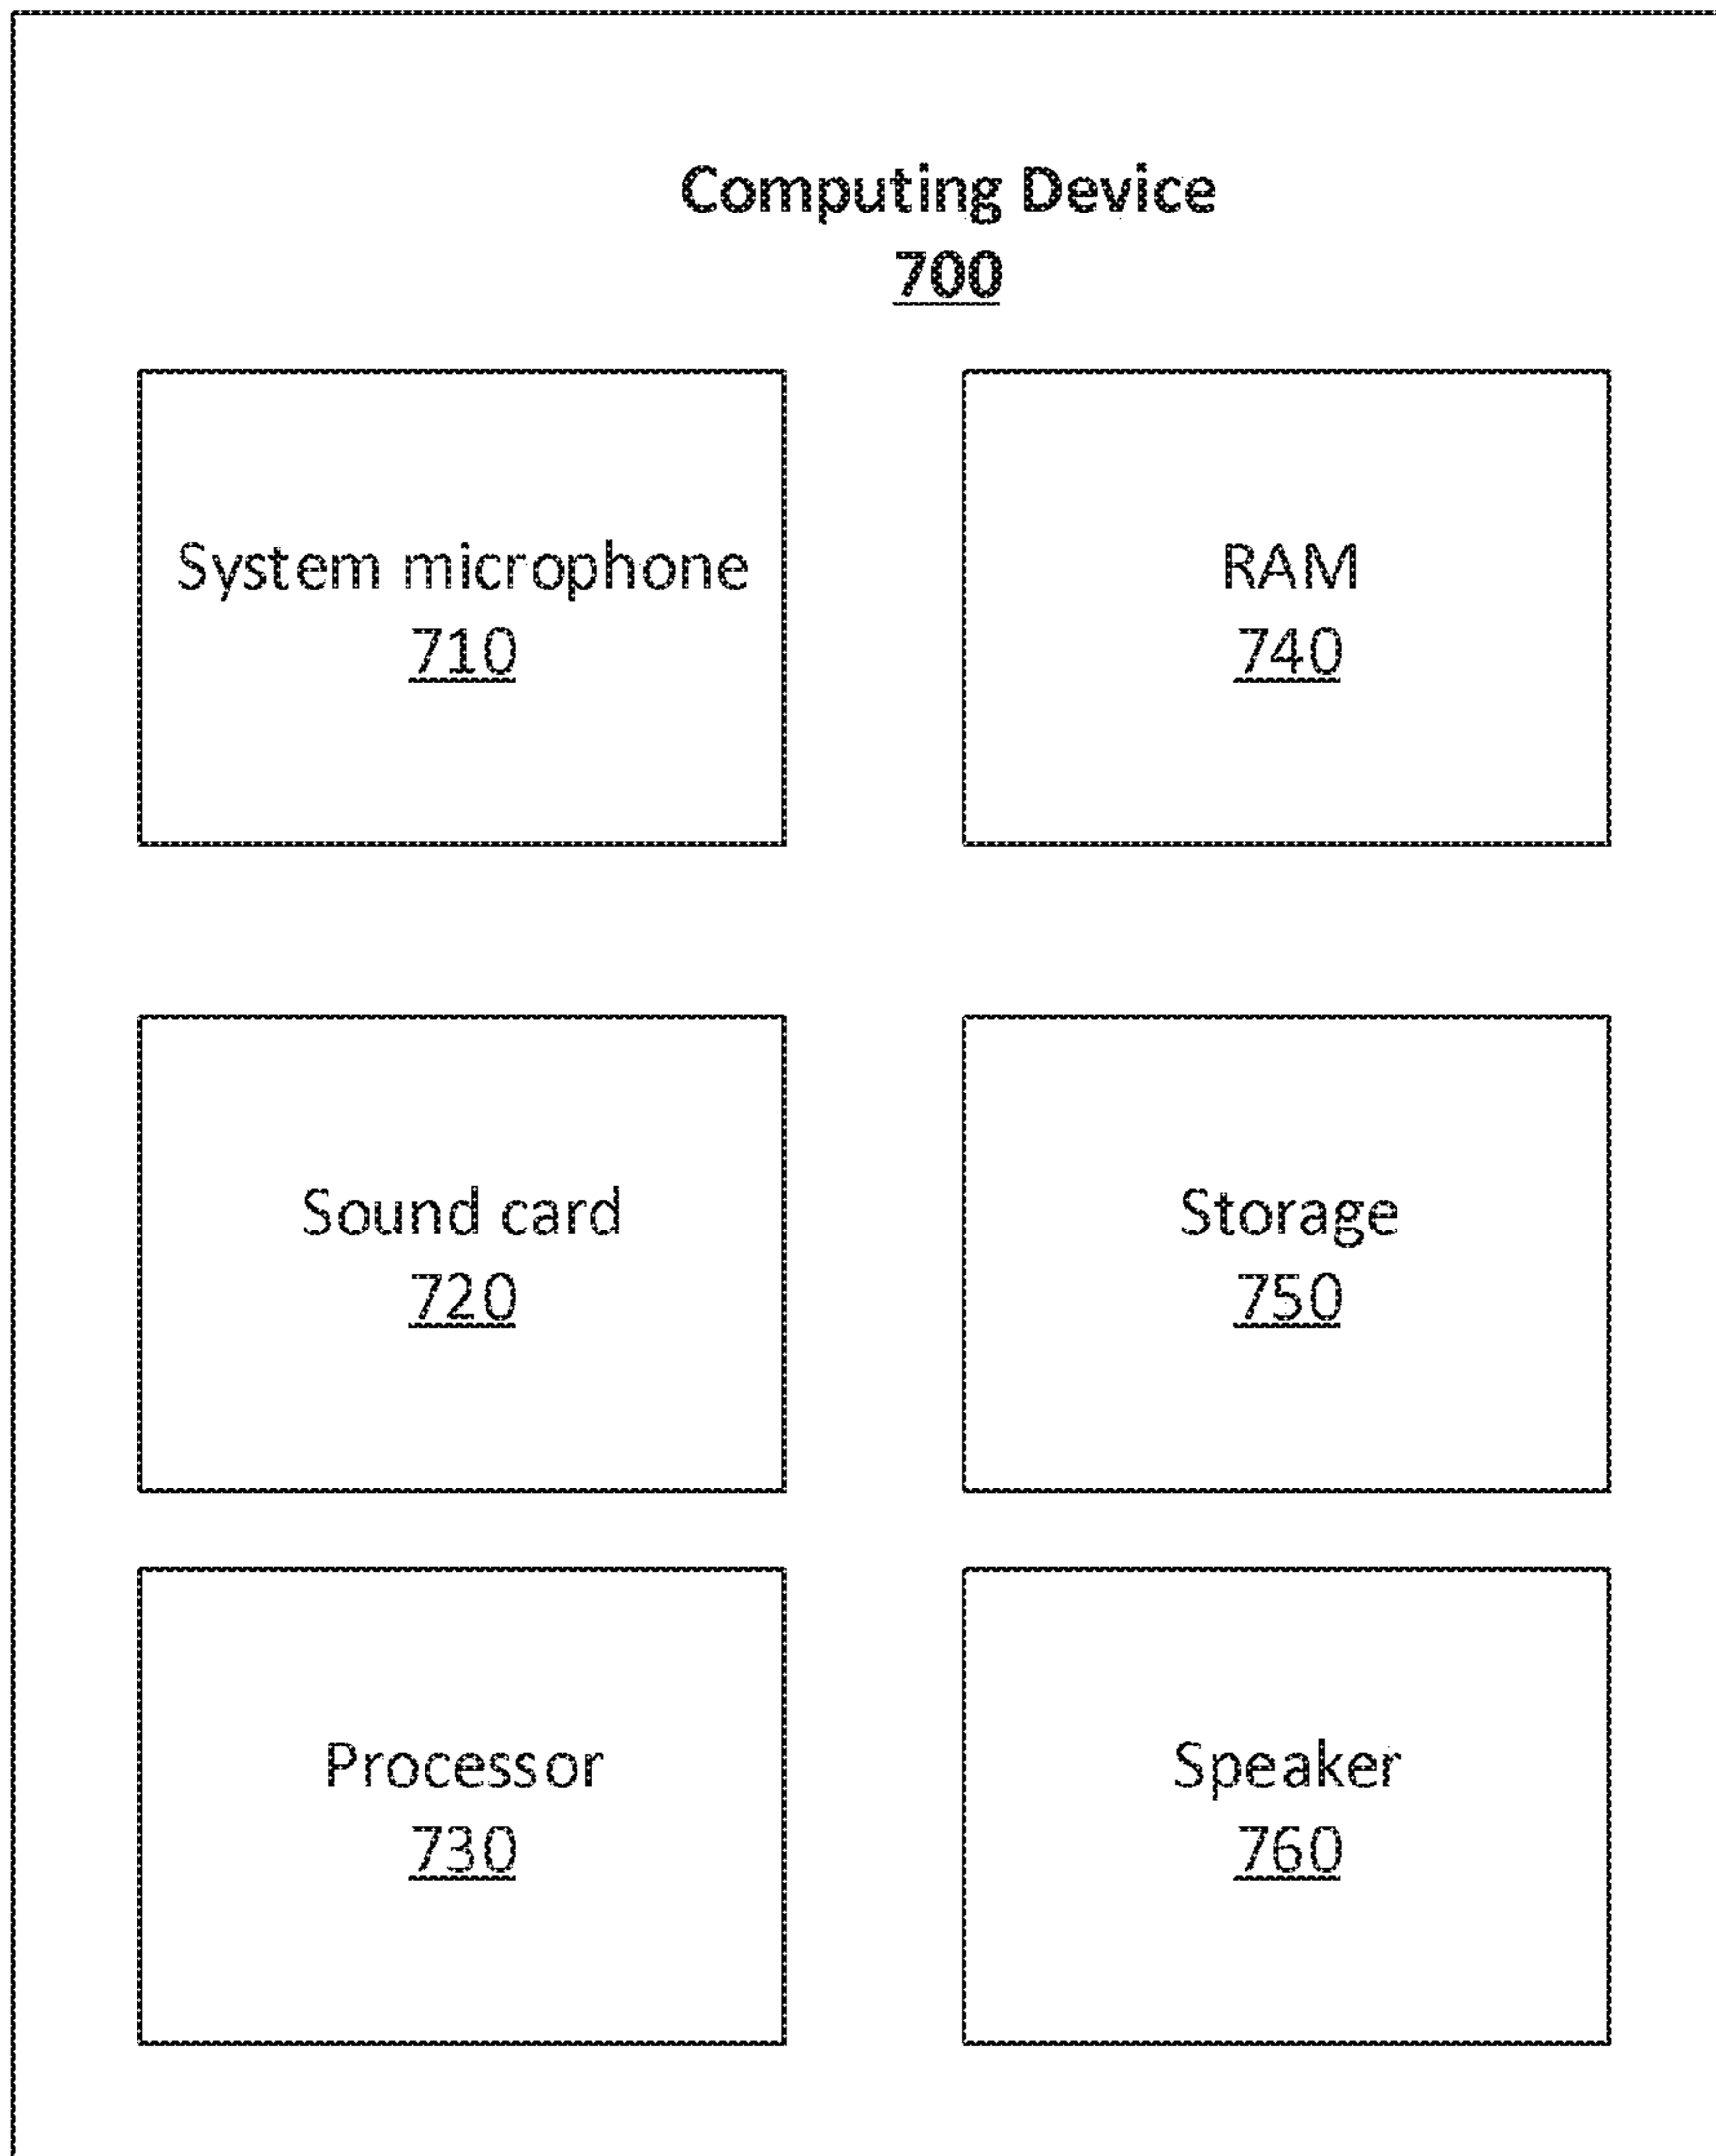 Computing Device
700
System microphone
710
RAM
740
Sound card
720
Storage
750
Processor
730
Speaker
760